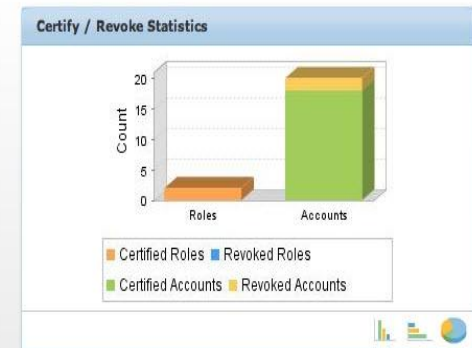 Certify / Revoke Statistics
20
15
10
5
0
Count
Roles Accounts
Certified Roles Revoked Roles
Certified Accounts Revoked Accounts